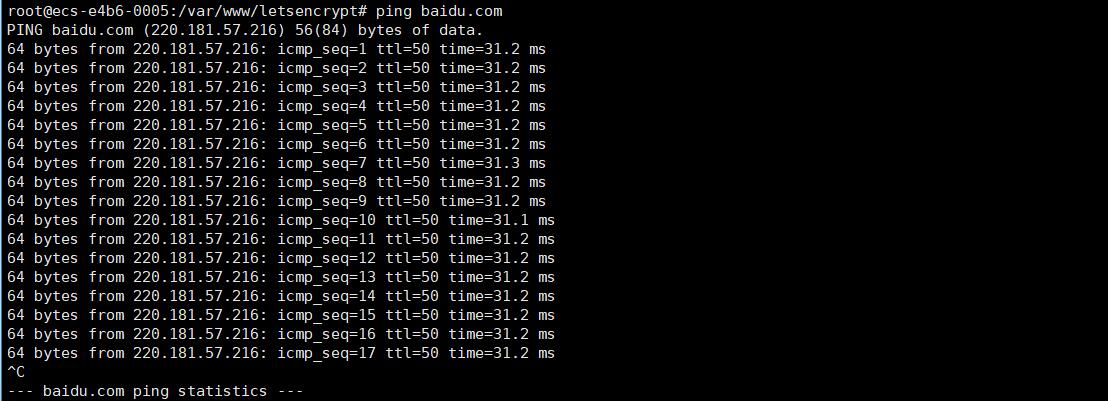 root@ecs-e4b6-0005:/var/www/letsencrypt# ping baidu.com
PING baidu.com (220.181.57.216) 56(84) bytes of data.
64 bytes from 220.181.57.216: icmp_seq=1 ttl=50 time=31.2 ms
64 bytes from 220.181.57.216: icmp_seq=2 ttl=50 time=31.2 ms
64 bytes from 220.181.57.216: icmp_seq=3 ttl=50 time=31.2 ms
64 bytes from 220.181.57.216: icmp_seq=4 ttl=50 time=31.2 ms
64 bytes from 220.181.57.216: icmp_seq=5 ttl=50 time=31.2 ms
64 bytes from 220.181.57.216: icmp_seq=6 ttl=50 time=31.2 ms
64 bytes from 220.181.57.216: icmp_seq=7 ttl=50 time=31.3 ms
64 bytes from 220.181.57.216: icmp_seq=8 ttl=50 time=31.2 ms
64 bytes from 220.181.57.216: icmp_seq=9 ttl=50 time=31.2 ms
64 bytes from 220.181.57.216: icmp_seq=10 ttl=50 time=31.1 ms
64 bytes from 220.181.57.216: icmp_seq=11 ttl=50 time=31.2 ms
64 bytes from 220.181.57.216: icmp_seq=12 ttl=50 time=31.2 ms
64 bytes from 220.181.57.216: icmp_seq=13 ttl=50 time=31.2 ms
64 bytes from 220.181.57.216: icmp_seq=14 ttl=50 time=31.2 ms
64 bytes from 220.181.57.216: icmp_seq=15 ttl=50 time=31.2 ms
64 bytes from 220.181.57.216: icmp_seq=16 ttl=50 time=31.2 ms
64 bytes from 220.181.57.216: icmp_seq=17 ttl=50 time=31.2 ms
^C
--- baidu.com ping statistics ---